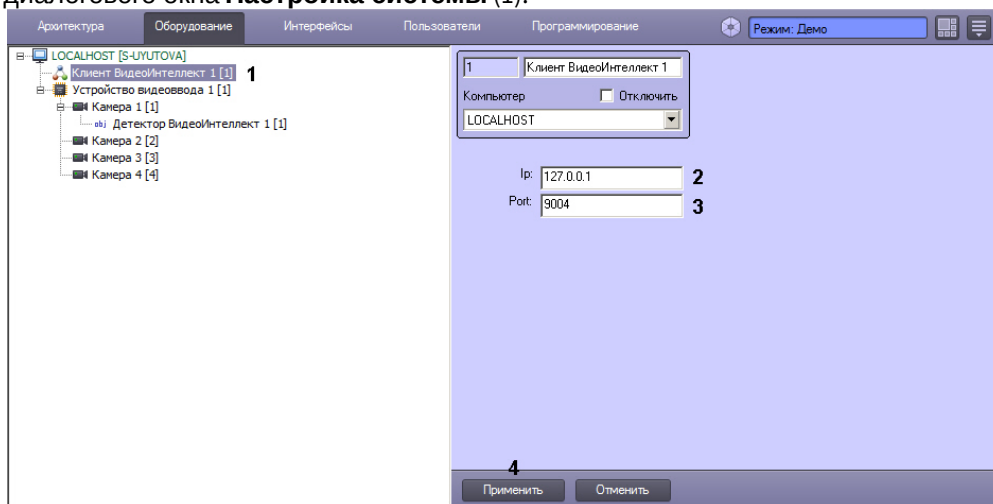 диалогового окна Настройка системы (1).
Архитектура Оборудование Интерфейсы Пользователи Программирование Режим: Демо
LOCALHOST [S-UYUTOVA]
Клиент ВидеоИнтеллект 1 [1] 1
Устройство видеоввода 1 [1]
Камера 1 [1]
obj Детектор ВидеоИнтеллект 1 [1]
Камера 2 [2]
Камера 3 [3]
Камера 4 [4]
1 Клиент ВидеоИнтеллект 1
Компьютер Отключить
LOCALHOST
Ip: 127.0.0.1 2
Port: 9004 3
4
Применить Отменить